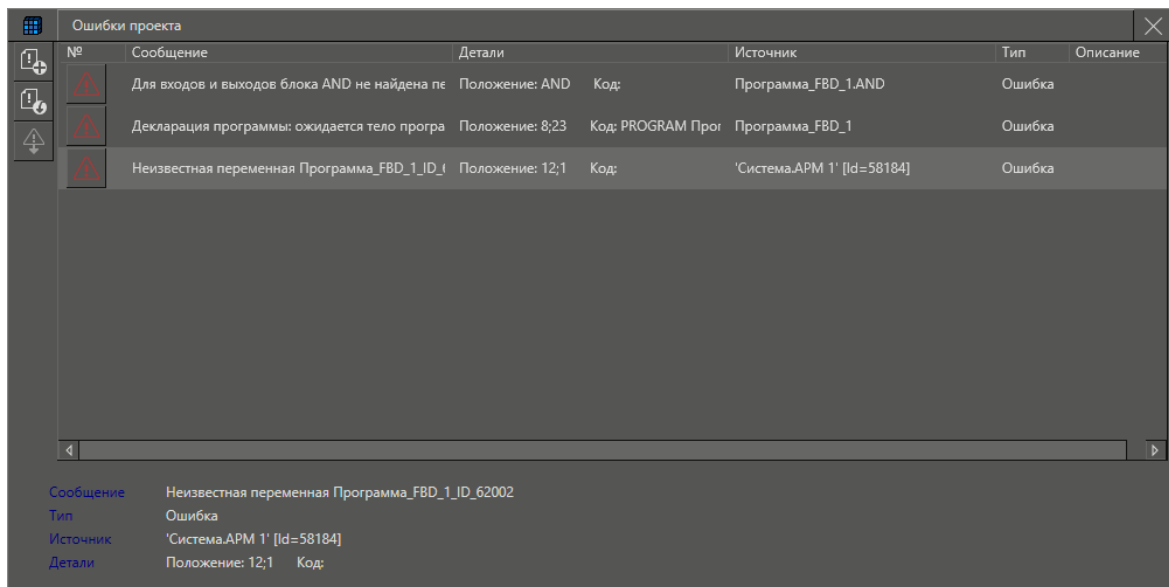 Ошибки проекта
№ Сообщение Детали Источник Тип Описание
Для входов и выходов блока AND не найдена пе Положение: AND Код: Программа_FBD_1.AND Ошибка
Декларация программы: ожидается тело програ Положение: 8;23 Код: PROGRAM Прог Программа_FBD_1 Ошибка
Неизвестная переменная Программа_FBD_1_ID_6 Положение: 12;1 Код: 'Система.АРМ 1' [Id=58184] Ошибка
Сообщение Неизвестная переменная Программа_FBD_1_ID_62002
Тип Ошибка
Источник 'Система.АРМ 1' [Id=58184]
Детали Положение: 12;1 Код: